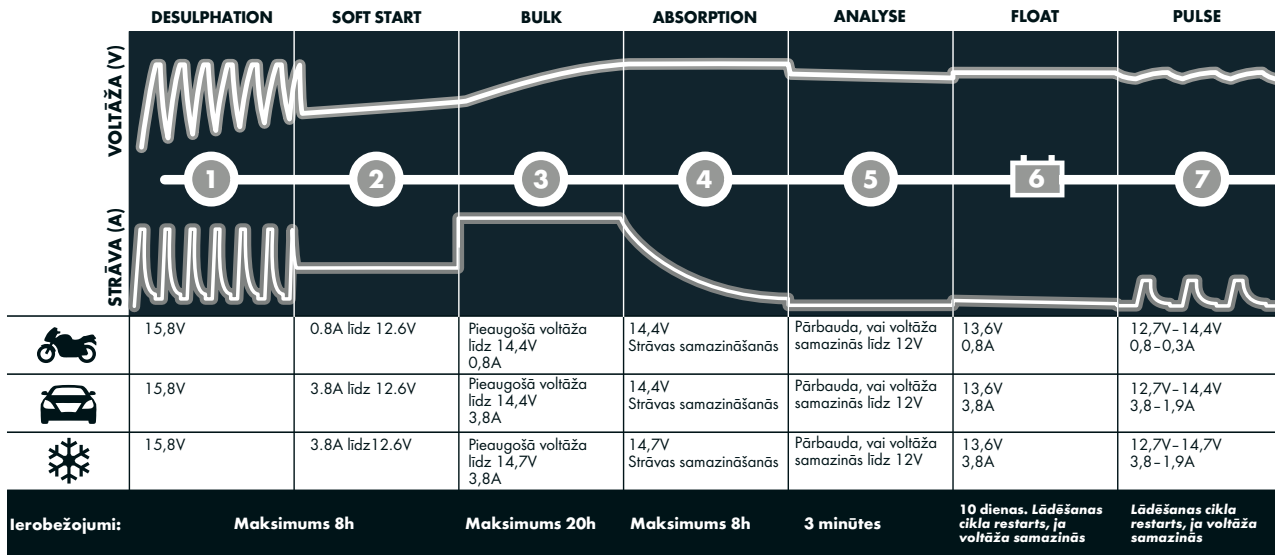 DESULPHATION SOFT START BULK ABSORPTION ANALYSE FLOAT PULSE
VOLTĀŽA (V)
1 2 3 4 5 6 7
STRĀVA (A)
15,8V
0.8A līdz 12.6V
Pieaugošā voltāža
līdz 14,4V
0,8A
14,4V
Strāvas samazināšanās
Pārbauda, vai voltāža
samazinās līdz 12V
13,6V
0,8A
12,7V–14,4V
0,8–0,3A
15,8V
3.8A līdz 12.6V
Pieaugošā voltāža
līdz 14,4V
3,8A
14,4V
Strāvas samazināšanās
Pārbauda, vai voltāža
samazinās līdz 12V
13,6V
3,8A
12,7V–14,4V
3,8–1,9A
15,8V
3.8A līdz12.6V
Pieaugošā voltāža
līdz 14,7V
3,8A
14,7V
Strāvas samazināšanās
Pārbauda, vai voltāža
samazinās līdz 12V
13,6V
3,8A
12,7V–14,7V
3,8–1,9A
Ierobežojumi:
Maksimums 8h
Maksimums 20h
Maksimums 8h
3 minūtes
10 dienas. Lādēšanas
cikla restarts, ja
voltāža samazinās
Lādēšanas cikla
restarts, ja voltāža
samazinās